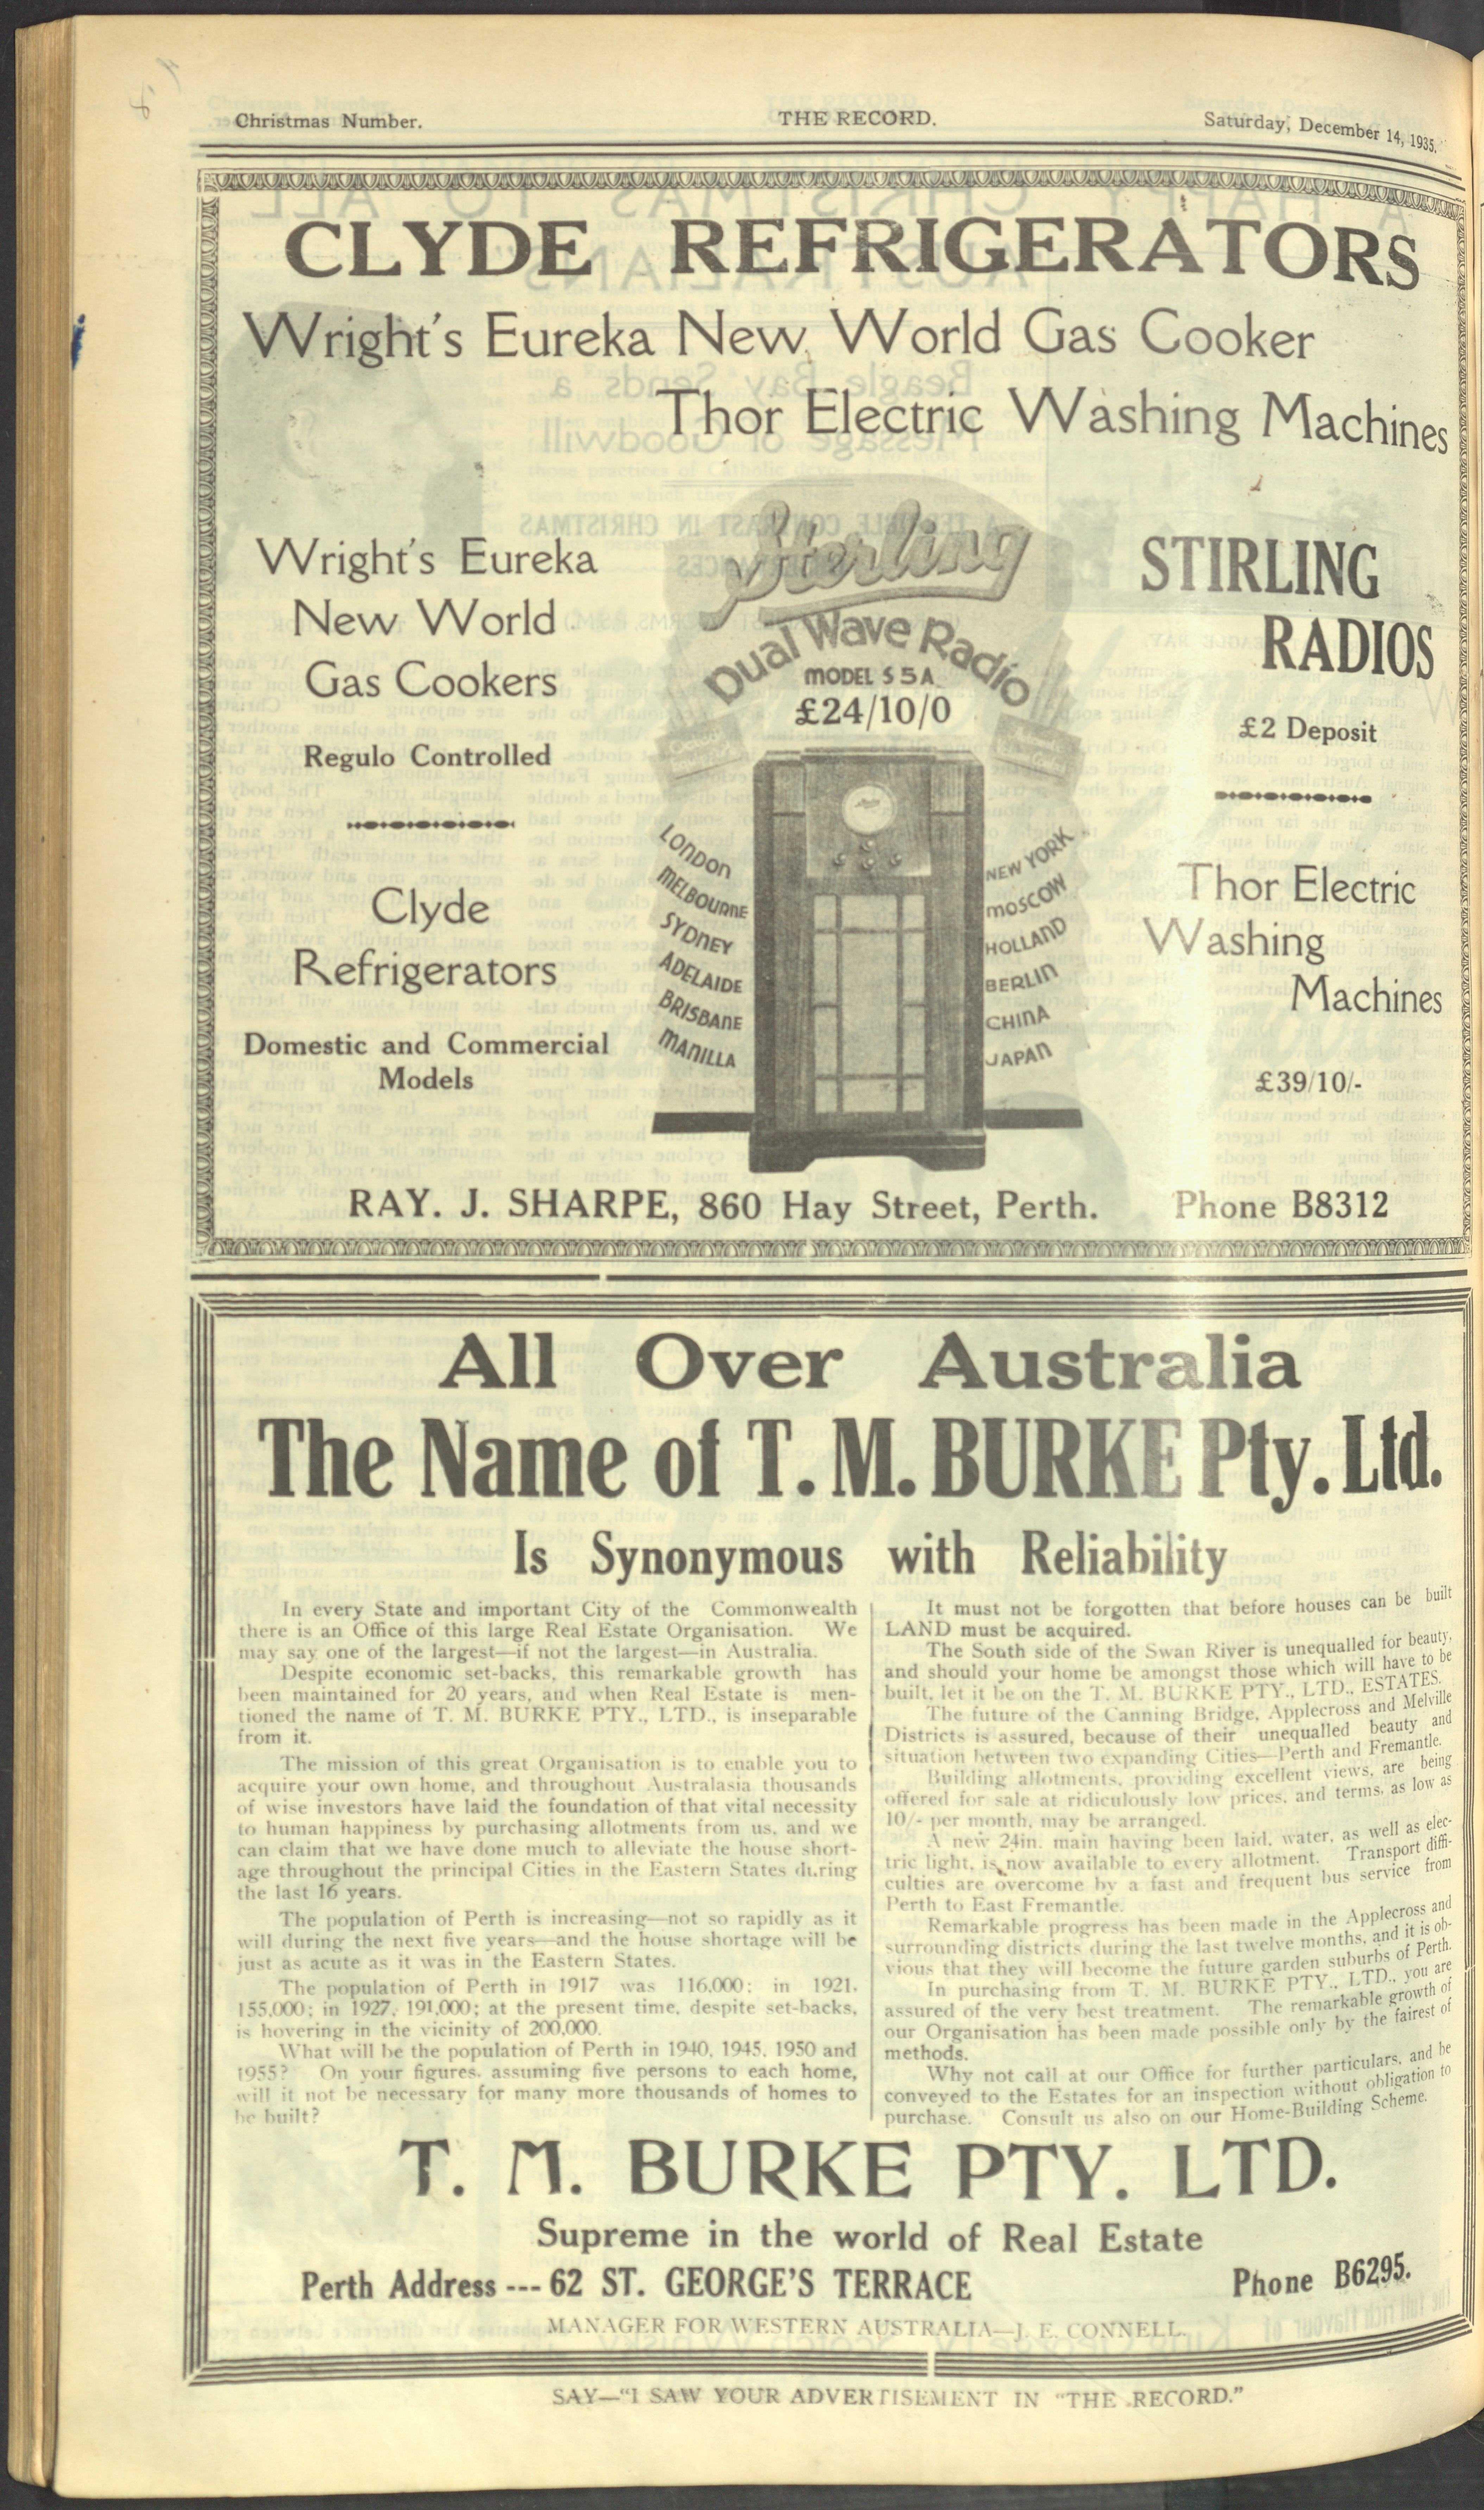 Christmas Number.
THE RECORD.
Saturday, December 14, 1935.
CLYDE REFRIGERATORS
Wright's Eureka New World Gas Cooker
Thor Electric Washing Machines
Wright's Eureka
New World
Gas Cookers
Regulo Controlled
Clyde
Refrigerators
Domestic and Commercial
Models
Sterling
Dual Wave Radio
MODEL S 5 A
£24/10/0
LONDON
MELBOURNE
SYDNEY
ADELAIDE
BRISBANE
MANILLA
NEW YORK
MOSCOW
HOLLAND
BERLIN
CHINA
JAPAN
STIRLING
RADIOS
£2 Deposit
Thor Electric
Washing
Machines
£39/10/-
RAY. J. SHARPE, 860 Hay Street, Perth. Phone B8312
All Over Australia
The Name of T. M. BURKE Pty. Ltd.
Is Synonymous with Reliability
In every State and important City of the Commonwealth
there is an Office of this large Real Estate Organisation. We
may say one of the largest—if not the largest—in Australia.
Despite economic set-backs, this remarkable growth has
been maintained for 20 years, and when Real Estate is men-
tioned the name of T. M. BURKE PTY., LTD., is inseparable
from it.
The mission of this great Organisation is to enable you to
acquire your own home, and throughout Australasia thousands
of wise investors have laid the foundation of that vital necessity
to human happiness by purchasing allotments from us, and we
can claim that we have done much to alleviate the house short-
age throughout the principal Cities in the Eastern States during
the last 16 years.
The population of Perth is increasing—not so rapidly as it
will during the next five years—and the house shortage will be
just as acute as it was in the Eastern States.
The population of Perth in 1917 was 116,000; in 1921,
155,000; in 1927, 191,000; at the present time, despite set-backs,
is hovering in the vicinity of 200,000.
What will be the population of Perth in 1940, 1945, 1950 and
1955? On your figures, assuming five persons to each home,
will it not be necessary for many more thousands of homes to
be built?
It must not be forgotten that before houses can be built
LAND must be acquired.
The South side of the Swan River is unequalled for beauty,
and should your home be amongst those which will have to be
built, let it be on the T. M. BURKE PTY., LTD., ESTATES.
The future of the Canning Bridge, Applecross and Melville
Districts is assured, because of their unequalled beauty and
situation between two expanding Cities—Perth and Fremantle.
Building allotments, providing excellent views, are being
offered for sale at ridiculously low prices, and terms, as low as
10/- per month, may be arranged.
A new 24in. main having been laid, water, as well as elec-
tric light, is now available to every allotment. Transport diffi-
culties are overcome by a fast and frequent bus service from
Perth to East Fremantle.
Remarkable progress has been made in the Applecross and
surrounding districts during the last twelve months, and it is ob-
vious that they will become the future garden suburbs of Perth.
In purchasing from T. M. BURKE PTY., LTD., you are
assured of the very best treatment. The remarkable growth of
our Organisation has been made possible only by the fairest of
methods.
Why not call at our Office for further particulars, and be
conveyed to the Estates for an inspection without obligation to
purchase. Consult us also on our Home-Building Scheme.
T. M. BURKE PTY. LTD.
Supreme in the world of Real Estate
Perth Address --- 62 ST. GEORGE'S TERRACE Phone B6295.
MANAGER FOR WESTERN AUSTRALIA—J. E. CONNELL.
SAY—"I SAW YOUR ADVERTISEMENT IN "THE RECORD."